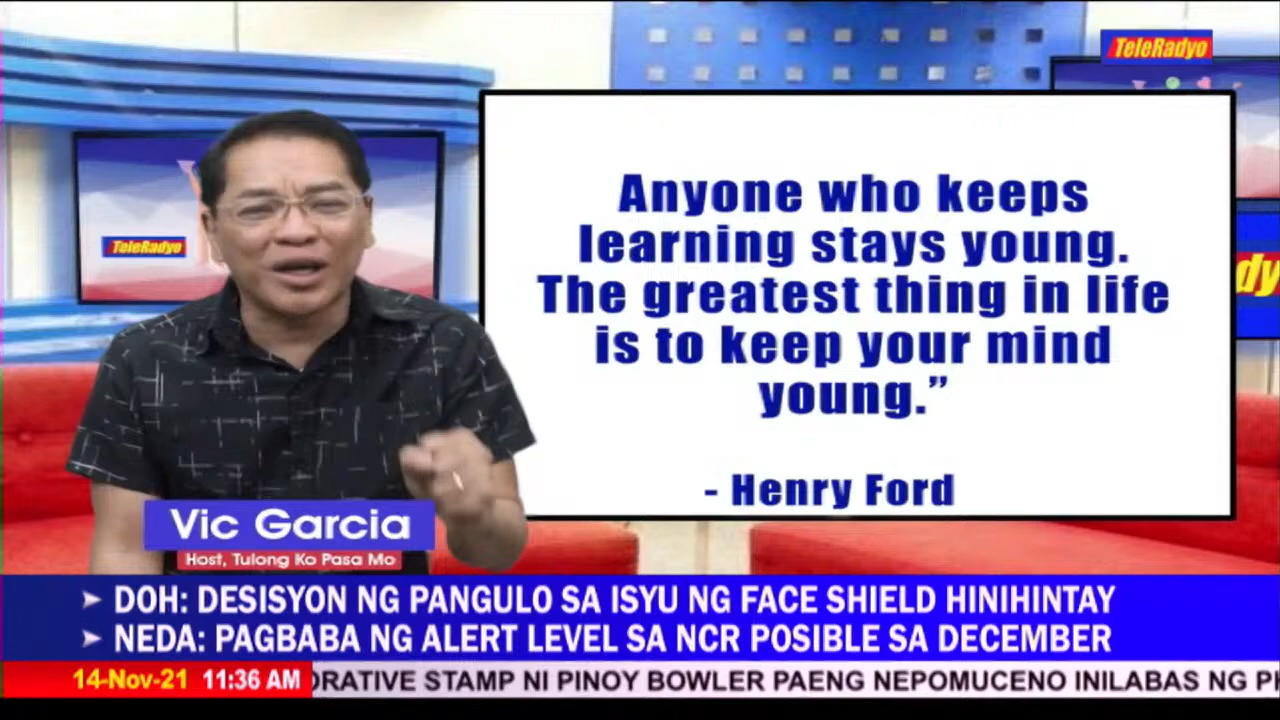 TeleRadyo
TeleRadyo
dy
Anyone who keeps
learning stays young.
The greatest thing in life
is to keep your mind
young.”
- Henry Ford
Vic Garcia
Host, Tulong Ko Pasa Mo
➤ DOH: DESISYON NG PANGULO SA ISYU NG FACE SHIELD HINIHINTAY
➤ NEDA: PAGBABA NG ALERT LEVEL SA NCR POSIBLE SA DECEMBER
14-Nov-21 11:36 AM ORATIVE STAMP NI PINOY BOWLER PAENG NEPOMUCENO INILABAS NG PH